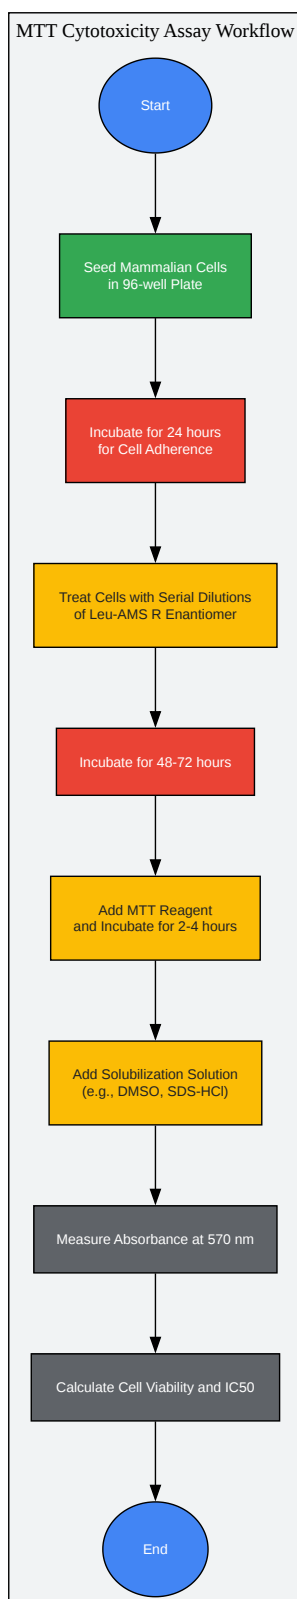 MTT Cytotoxicity Assay Workflow
Start
Seed Mammalian Cells
in 96-well Plate
Incubate for 24 hours
for Cell Adherence
Treat Cells with Serial Dilutions
of Leu-AMS R Enantiomer
Incubate for 48-72 hours
Add MTT Reagent
and Incubate for 2-4 hours
Add Solubilization Solution
(e.g., DMSO, SDS-HCl)
Measure Absorbance at 570 nm
Calculate Cell Viability and IC50
End